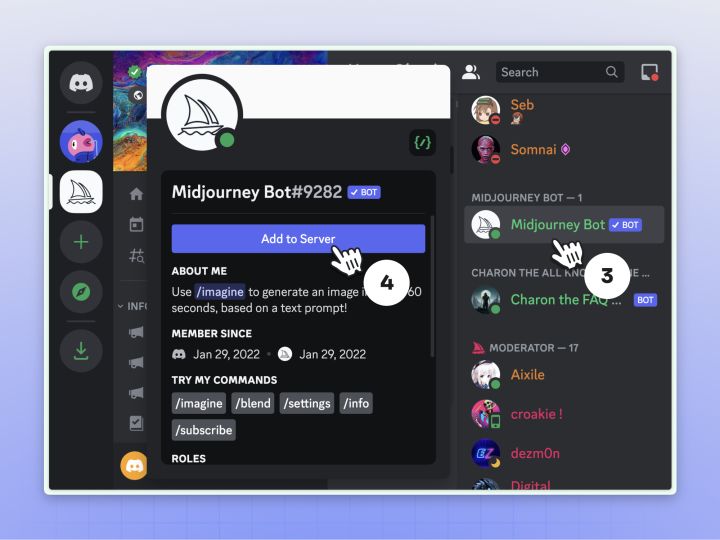 Search
Seb
Somnai
Midjourney Bot#9282 BOT
Add to Server
4
ABOUT ME
Use /imagine to generate an image i 60
seconds, based on a text prompt!
MEMBER SINCE
Jan 29, 2022 • Jan 29, 2022
TRY MY COMMANDS
/imagine /blend /settings /info
/subscribe
ROLES
INFO
MIDJOURNEY BOT — 1
Midjourney Bot BOT
3
CHARON THE ALL KNO NE ...
Charon the FAQ ... BOT
MODERATOR — 17
Aixile
croakie !
EZ
dezm0n
Digital